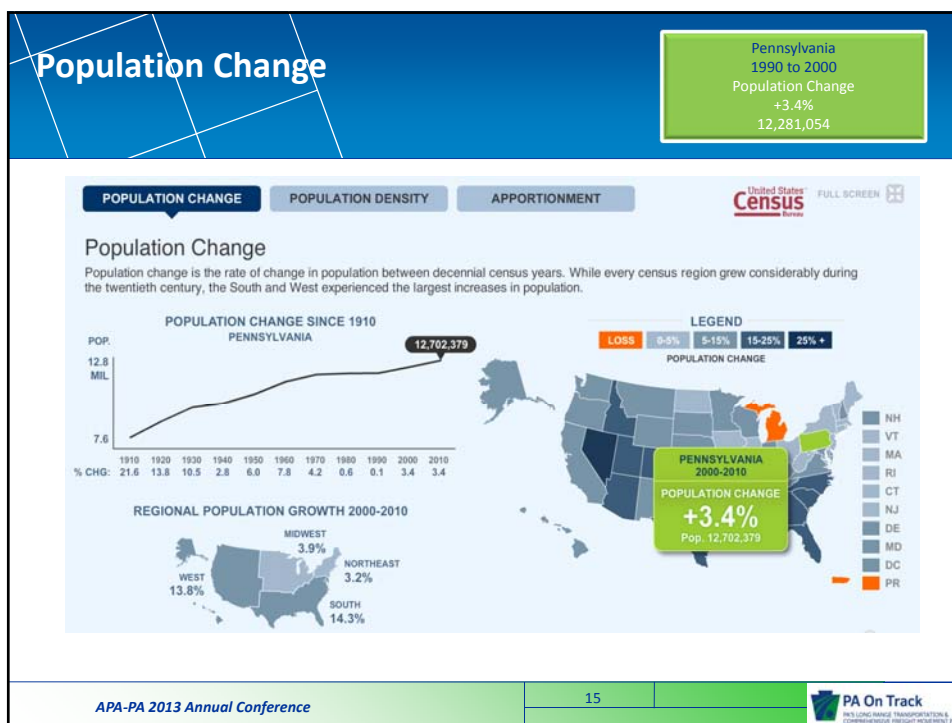 Population Change
Pennsylvania
1990 to 2000
Population Change
+3.4%
12,281,054
POPULATION CHANGE
POPULATION DENSITY
APPORTIONMENT
United States
Census
Bureau
FULL SCREEN
Population Change
Population change is the rate of change in population between decennial census years. While every census region grew considerably during
the twentieth century, the South and West experienced the largest increases in population.
POPULATION CHANGE SINCE 1910
PENNSYLVANIA
POP.
12.8
MIL
7.6
12,702,379
1910 1920 1930 1940 1950 1960 1970 1980 1990 2000 2010
% CHG: 21.6 13.8 10.5 2.8 6.0 7.8 4.2 0.6 0.1 3.4 3.4
REGIONAL POPULATION GROWTH 2000-2010
MIDWEST
3.9%
NORTHEAST
3.2%
WEST
13.8%
SOUTH
14.3%
LEGEND
LOSS 0-5% 5-15% 15-25% 25% +
POPULATION CHANGE
PENNSYLVANIA
2000-2010
POPULATION CHANGE
+3.4%
Pop. 12,702,379
NH
VT
MA
RI
CT
NJ
DE
MD
DC
PR
APA-PA 2013 Annual Conference
15
PA On Track
PA'S LONG RANGE TRANSPORTATION &
COMPREHENSIVE FREIGHT MOVEMENT